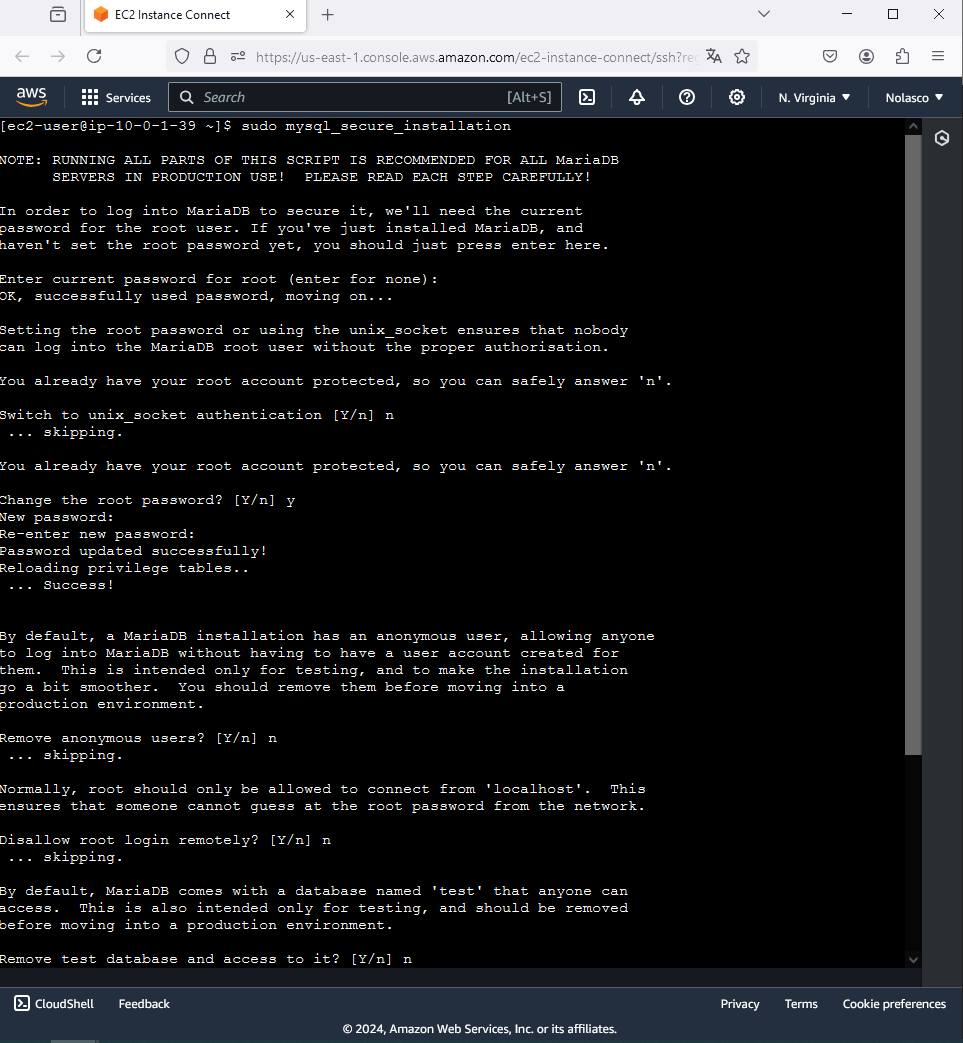 EC2 Instance Connect
https://us-east-1.console.aws.amazon.com/ec2-instance-connect/ssh?re
aws Services Search [Alt+S] N. Virginia Nolasco
[ec2-user@ip-10-0-1-39 ~]$ sudo mysql_secure_installation
NOTE: RUNNING ALL PARTS OF THIS SCRIPT IS RECOMMENDED FOR ALL MariaDB
SERVERS IN PRODUCTION USE!  PLEASE READ EACH STEP CAREFULLY!
In order to log into MariaDB to secure it, we'll need the current
password for the root user. If you've just installed MariaDB, and
haven't set the root password yet, you should just press enter here.
Enter current password for root (enter for none):
OK, successfully used password, moving on...
Setting the root password or using the unix_socket ensures that nobody
can log into the MariaDB root user without the proper authorisation.
You already have your root account protected, so you can safely answer 'n'.
Switch to unix_socket authentication [Y/n] n
... skipping.
You already have your root account protected, so you can safely answer 'n'.
Change the root password? [Y/n] y
New password:
Re-enter new password:
Password updated successfully!
Reloading privilege tables..
... Success!
By default, a MariaDB installation has an anonymous user, allowing anyone
to log into MariaDB without having to have a user account created for
them.  This is intended only for testing, and to make the installation
go a bit smoother.  You should remove them before moving into a
production environment.
Remove anonymous users? [Y/n] n
... skipping.
Normally, root should only be allowed to connect from 'localhost'.  This
ensures that someone cannot guess at the root password from the network.
Disallow root login remotely? [Y/n] n
... skipping.
By default, MariaDB comes with a database named 'test' that anyone can
access.  This is also intended only for testing, and should be removed
before moving into a production environment.
Remove test database and access to it? [Y/n] n
CloudShell Feedback Privacy Terms Cookie preferences
© 2024, Amazon Web Services, Inc. or its affiliates.